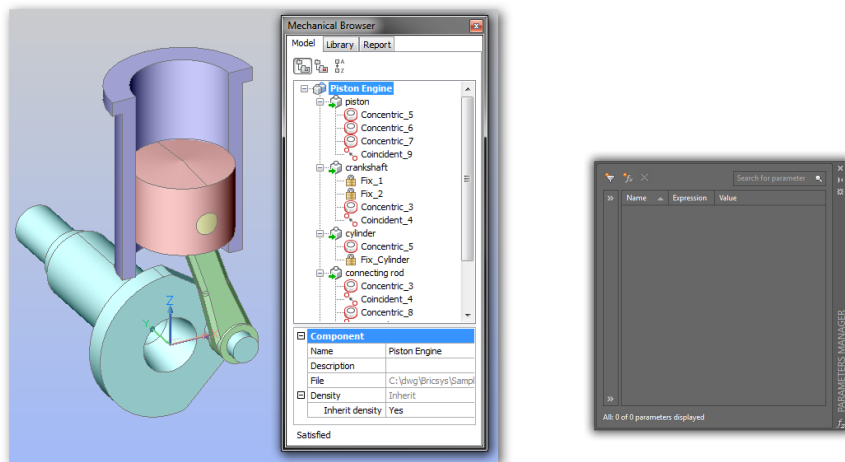 Mechanical Browser
Model Library Report
Piston Engine
piston
Concentric_5
Concentric_6
Concentric_7
Coincident_9
crankshaft
Fix_1
Fix_2
Concentric_3
Coincident_4
cylinder
Concentric_5
Fix_Cylinder
connecting rod
Concentric_3
Coincident_4
Concentric_8
Component
Name Piston Engine
Description
File C:\dwg\Bricsys\Sampl
Density Inherit
Inherit density Yes
Satisfied
Z
Y
Search for parameter
Name Expression Value
All: 0 of 0 parameters displayed
PARAMETERS MANAGER